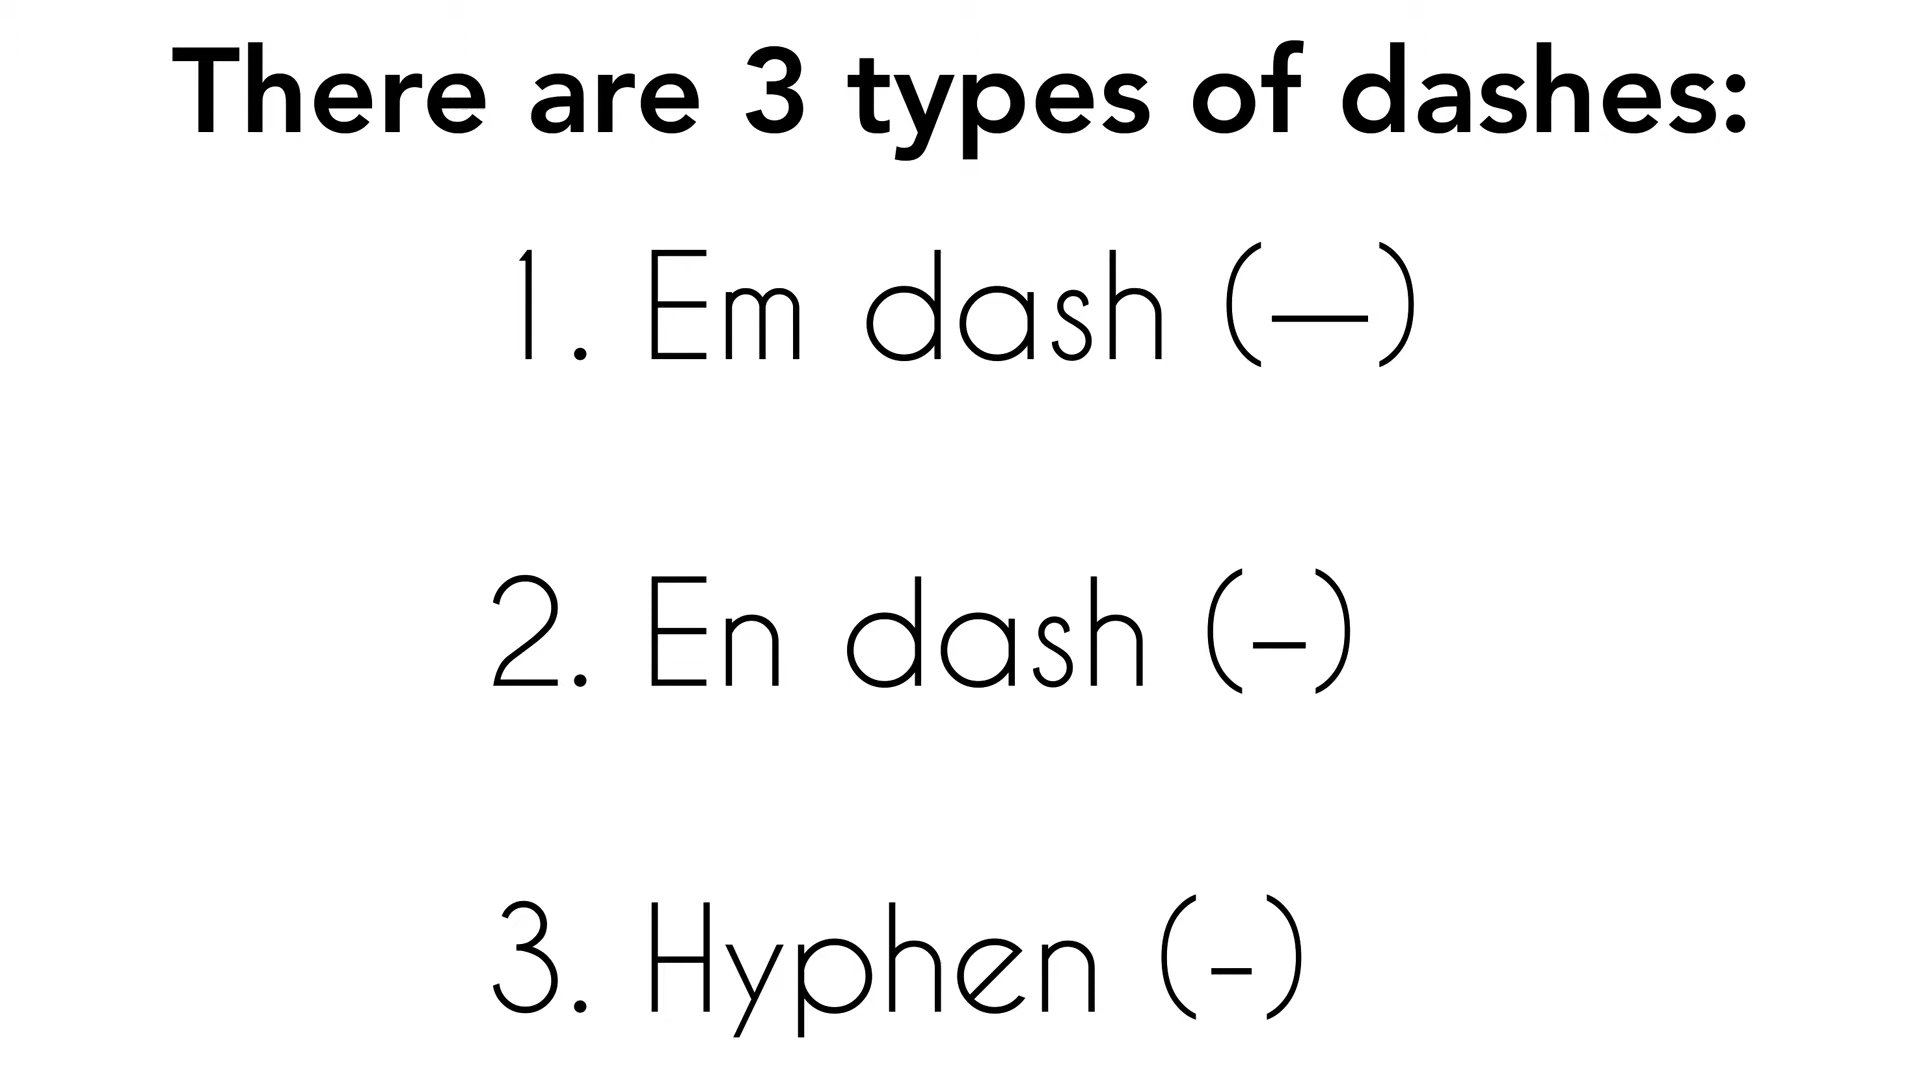 There are 3 types of dashes:
1. Em dash (—)
2. En dash (–)
3. Hyphen (-)